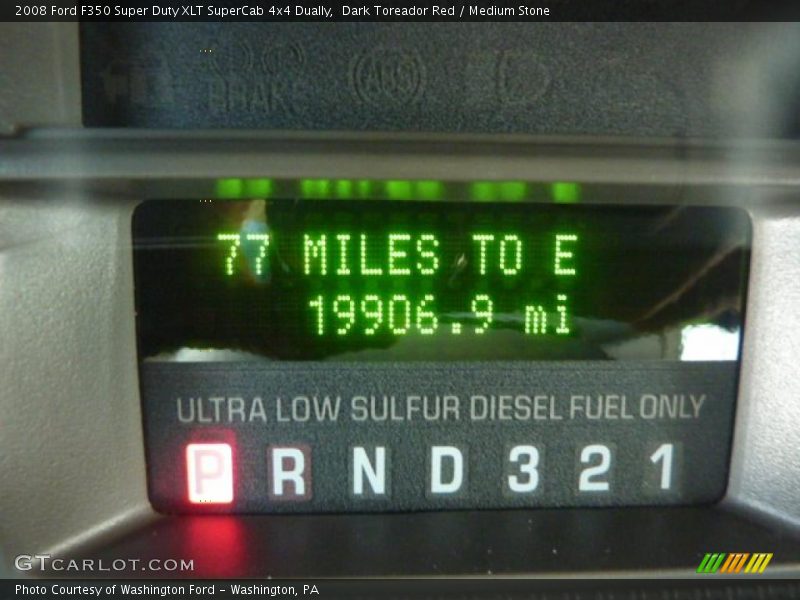 2008 Ford F350 Super Duty XLT SuperCab 4x4 Dually,  Dark Toreador Red / Medium Stone
BRAKE
(ABS)
77 MILES TO E
19906.9 mi
ULTRA LOW SULFUR DIESEL FUEL ONLY
P R N D 3 2 1
GTCARLOT.COM
Photo Courtesy of Washington Ford - Washington, PA